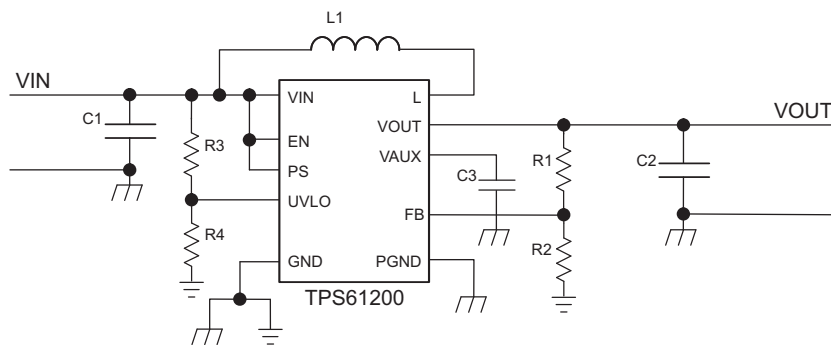 L1
VIN
VIN
L
VOUT
C1
VOUT
R3
EN
VAUX
R1
C2
PS
C3
UVLO
FB
R4
R2
GND
PGND
TPS61200